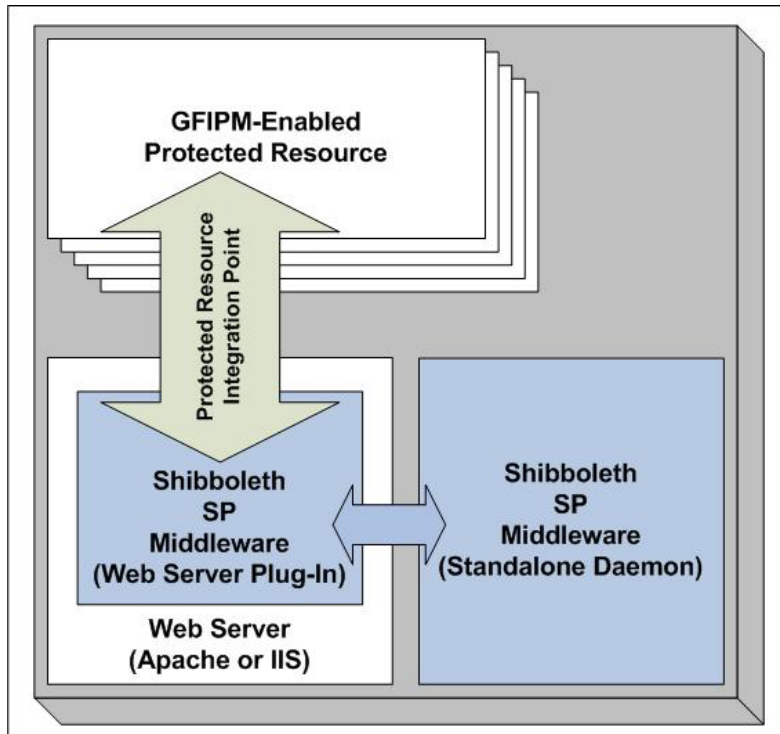 GFIPM-Enabled
Protected Resource
Protected Resource
Integration Point
Shibboleth
SP
Middleware
(Web Server Plug-In)
Web Server
(Apache or IIS)
Shibboleth
SP
Middleware
(Standalone Daemon)